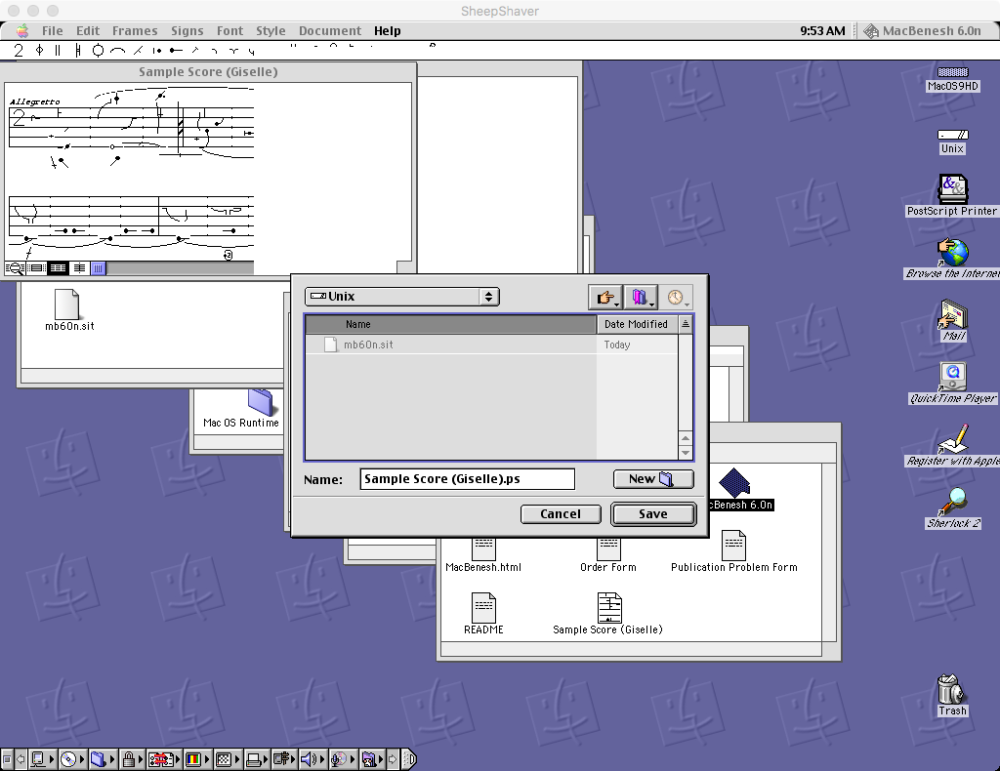 SheepShaver
File Edit Frames Signs Font Style Document Help 9:53 AM MacBenesh 6.0n
Sample Score (Giselle)
Allegretto
2
2
mb60n.sit
Mac OS Runtime
Unix
Name Date Modified
mb60n.sit Today
Name: Sample Score (Giselle).ps
New
Cancel Save
cBenesh 6.0n
MacBenesh.html Order Form Publication Problem Form
README Sample Score (Giselle)
MacOS9HD
Unix
PostScript Printer
Browse the Internet
Mail
QuickTime Player
Register with Apple
Sherlock 2
Trash